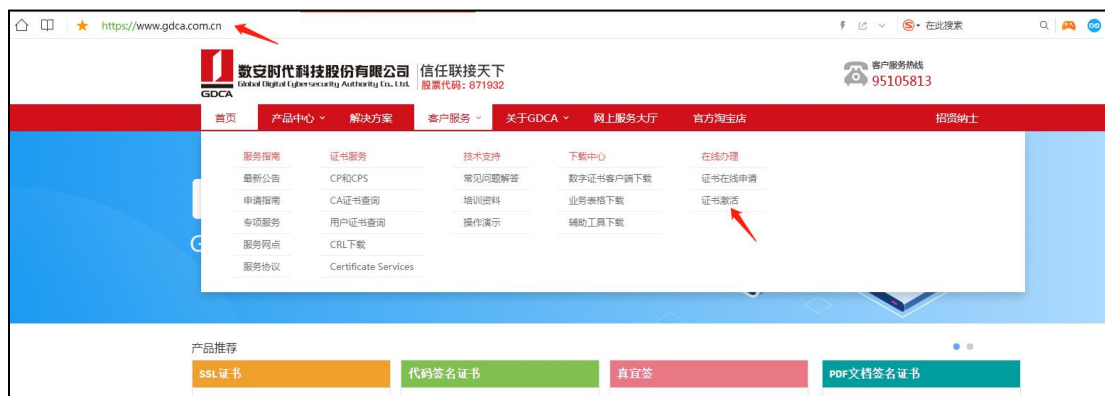 https://www.gdca.com.cn
在此搜索
数安时代科技股份有限公司
Global Digital Cybersecurity Authority Co., Ltd.
GDCA
信任联接天下
股票代码：871932
客户服务热线
95105813
首页 产品中心 解决方案 客户服务 关于GDCA 网上服务大厅 官方淘宝店 招贤纳士
服务指南 证书服务 技术支持 下载中心 在线办理
最新公告 CP和CPS 常见问题解答 数字证书客户端下载 证书在线申请
申请指南 CA证书查询 培训资料 业务表格下载 证书激活
专项服务 用户证书查询 操作演示 辅助工具下载
服务网点 CRL下载
服务协议 Certificate Services
产品推荐
SSL证书 代码签名证书 真宜签 PDF文档签名证书